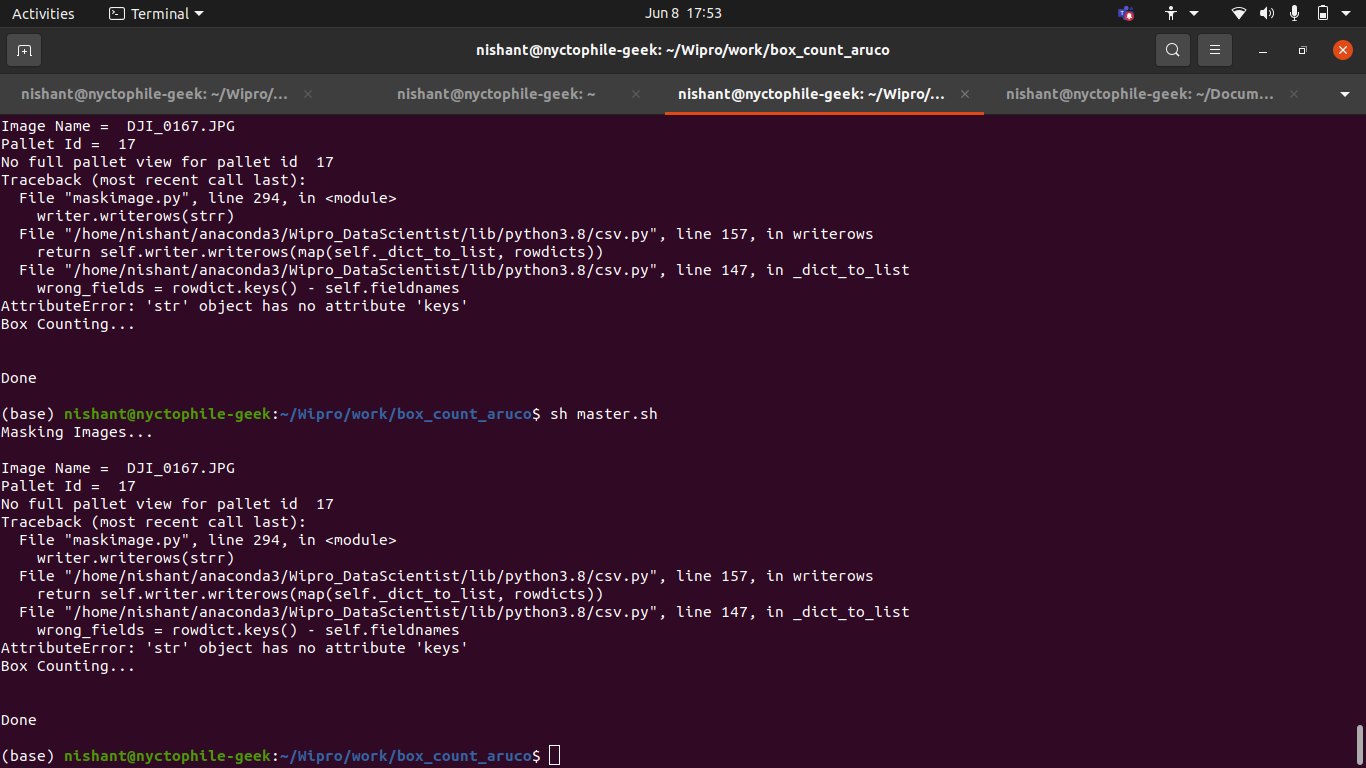 Activities Terminal Jun 8 17:53
nishant@nyctophile-geek: ~/Wipro/work/box_count_aruco
nishant@nyctophile-geek: ~/Wipro/... × nishant@nyctophile-geek: ~ × nishant@nyctophile-geek: ~/Wipro/... × nishant@nyctophile-geek: ~/Docum... ×
Image Name =  DJI_0167.JPG
Pallet Id =  17
No full pallet view for pallet id  17
Traceback (most recent call last):
  File "maskimage.py", line 294, in <module>
    writer.writerows(strr)
  File "/home/nishant/anaconda3/Wipro_DataScientist/lib/python3.8/csv.py", line 157, in writerows
    return self.writer.writerows(map(self._dict_to_list, rowdicts))
  File "/home/nishant/anaconda3/Wipro_DataScientist/lib/python3.8/csv.py", line 147, in _dict_to_list
    wrong_fields = rowdict.keys() - self.fieldnames
AttributeError: 'str' object has no attribute 'keys'
Box Counting...
Done
(base) nishant@nyctophile-geek:~/Wipro/work/box_count_aruco$ sh master.sh
Masking Images...
Image Name =  DJI_0167.JPG
Pallet Id =  17
No full pallet view for pallet id  17
Traceback (most recent call last):
  File "maskimage.py", line 294, in <module>
    writer.writerows(strr)
  File "/home/nishant/anaconda3/Wipro_DataScientist/lib/python3.8/csv.py", line 157, in writerows
    return self.writer.writerows(map(self._dict_to_list, rowdicts))
  File "/home/nishant/anaconda3/Wipro_DataScientist/lib/python3.8/csv.py", line 147, in _dict_to_list
    wrong_fields = rowdict.keys() - self.fieldnames
AttributeError: 'str' object has no attribute 'keys'
Box Counting...
Done
(base) nishant@nyctophile-geek:~/Wipro/work/box_count_aruco$